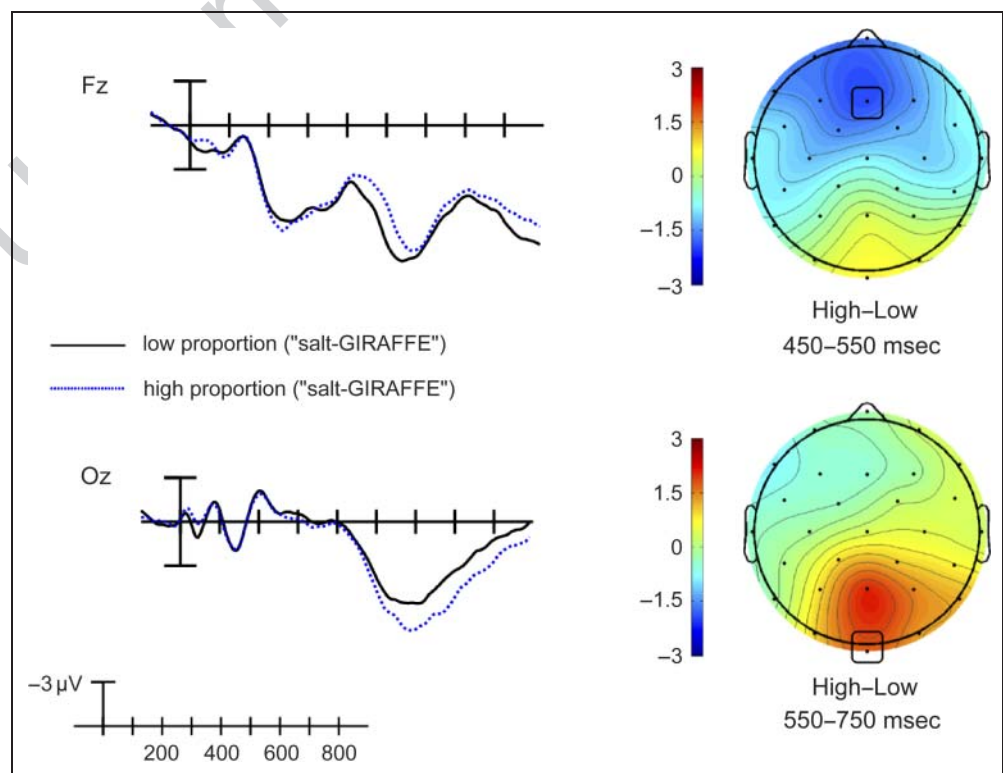 Fz
3
1.5
0
−1.5
−3
High–Low
450–550 msec
low proportion ("salt-GIRAFFE")
high proportion ("salt-GIRAFFE")
Oz
3
1.5
0
−1.5
−3
High–Low
550–750 msec
−3 μV
200 400 600 800